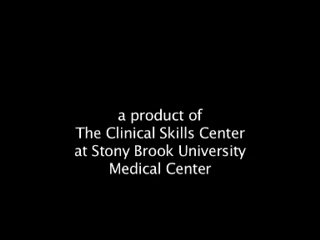 a product of
The Clinical Skills Center
at Stony Brook University
Medical Center